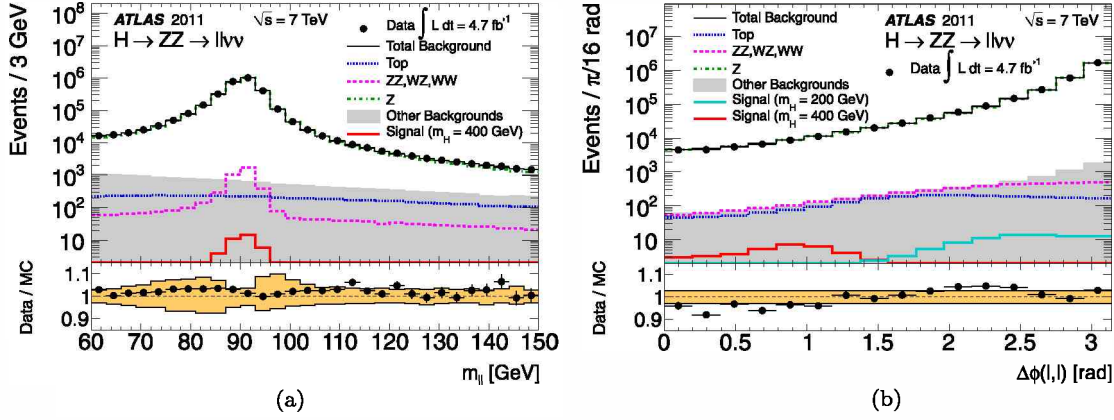 ATLAS 2011
√s = 7 TeV
H → ZZ → llνν
Data ∫ L dt = 4.7 fb⁻¹
Total Background
Top
ZZ,WZ,WW
Z
Other Backgrounds
Signal (m_H = 400 GeV)
Events / 3 GeV
10⁸
10⁷
10⁶
10⁵
10⁴
10³
10²
10
Data / MC
1.1
1
0.9
60 70 80 90 100 110 120 130 140 150
m_ll [GeV]
(a)
Total Background
Top
ZZ,WZ,WW
Z
Other Backgrounds
Signal (m_H = 200 GeV)
Signal (m_H = 400 GeV)
ATLAS 2011
√s = 7 TeV
H → ZZ → llνν
Data ∫ L dt = 4.7 fb⁻¹
Events / π/16 rad
10⁸
10⁷
10⁶
10⁵
10⁴
10³
10²
10
Data / MC
1.1
1
0.9
0 0.5 1 1.5 2 2.5 3
Δϕ(l,l) [rad]
(b)